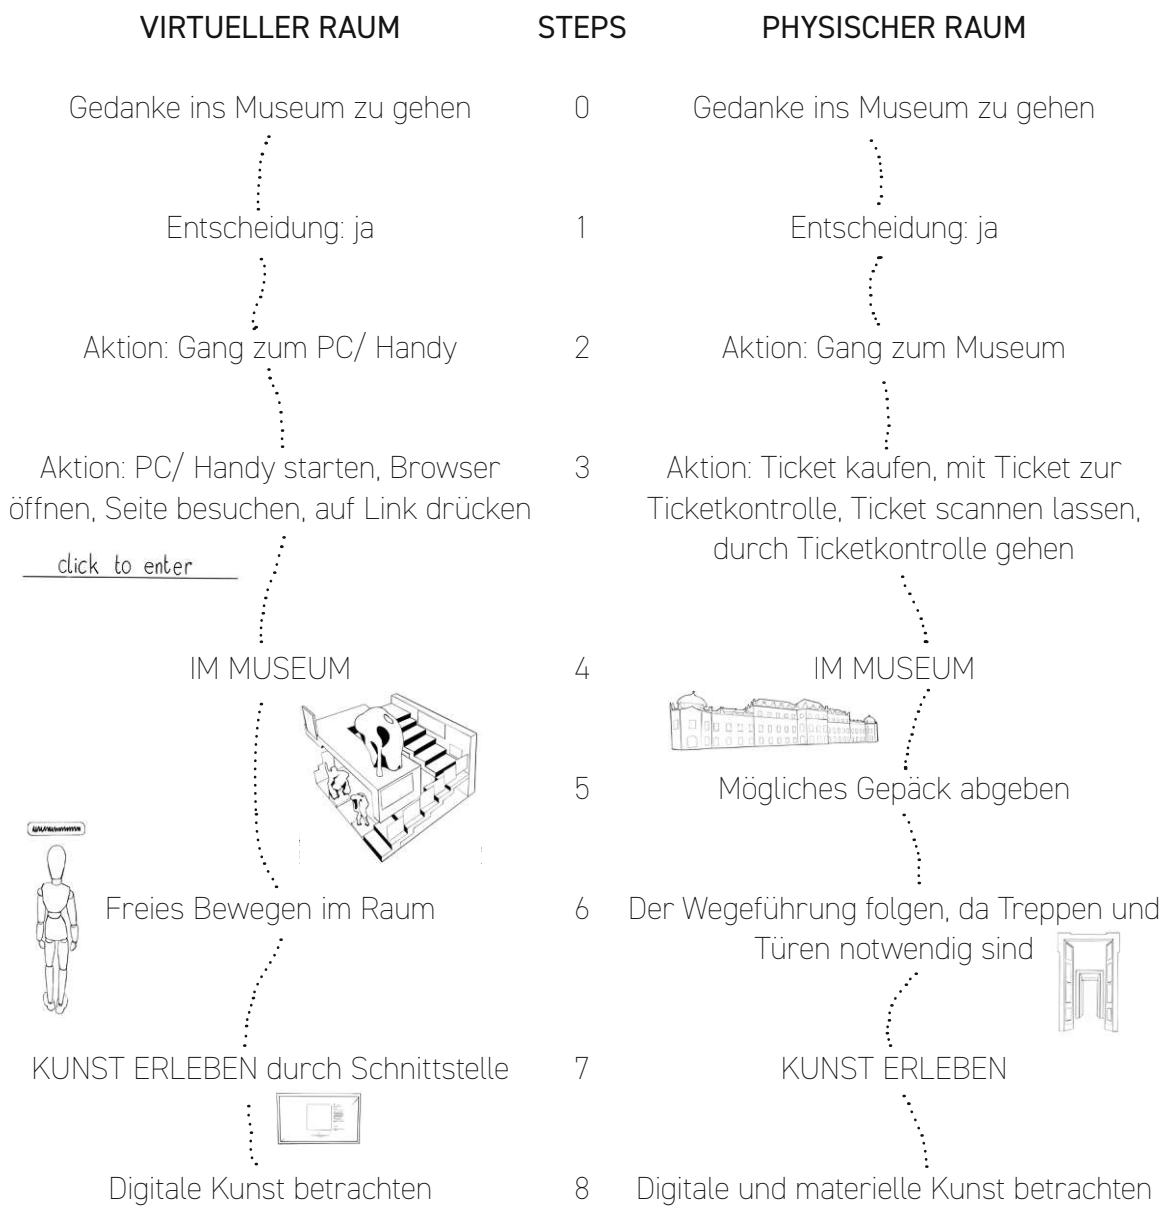 VIRTUELLER RAUM STEPS PHYSISCHER RAUM
Gedanke ins Museum zu gehen 0 Gedanke ins Museum zu gehen
Entscheidung: ja 1 Entscheidung: ja
Aktion: Gang zum PC/ Handy 2 Aktion: Gang zum Museum
Aktion: PC/ Handy starten, Browser 3 Aktion: Ticket kaufen, mit Ticket zur
öffnen, Seite besuchen, auf Link drücken Ticketkontrolle, Ticket scannen lassen,
durch Ticketkontrolle gehen
click to enter
IM MUSEUM 4 IM MUSEUM
5 Mögliches Gepäck abgeben
Freies Bewegen im Raum 6 Der Wegeführung folgen, da Treppen und
Türen notwendig sind
KUNST ERLEBEN durch Schnittstelle 7 KUNST ERLEBEN
Digitale Kunst betrachten 8 Digitale und materielle Kunst betrachten